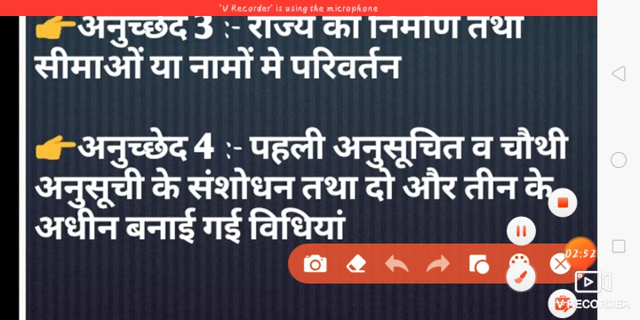 "U Recorder" is using the microphone
👉अनुच्छेद 3 :- राज्य का निर्माण तथा
सीमाओं या नामों मे परिवर्तन
👉अनुच्छेद 4 :- पहली अनुसूचित व चौथी
अनुसूची के संशोधन तथा दो और तीन के
अधीन बनाई गई विधियां
02:52
RECORDER